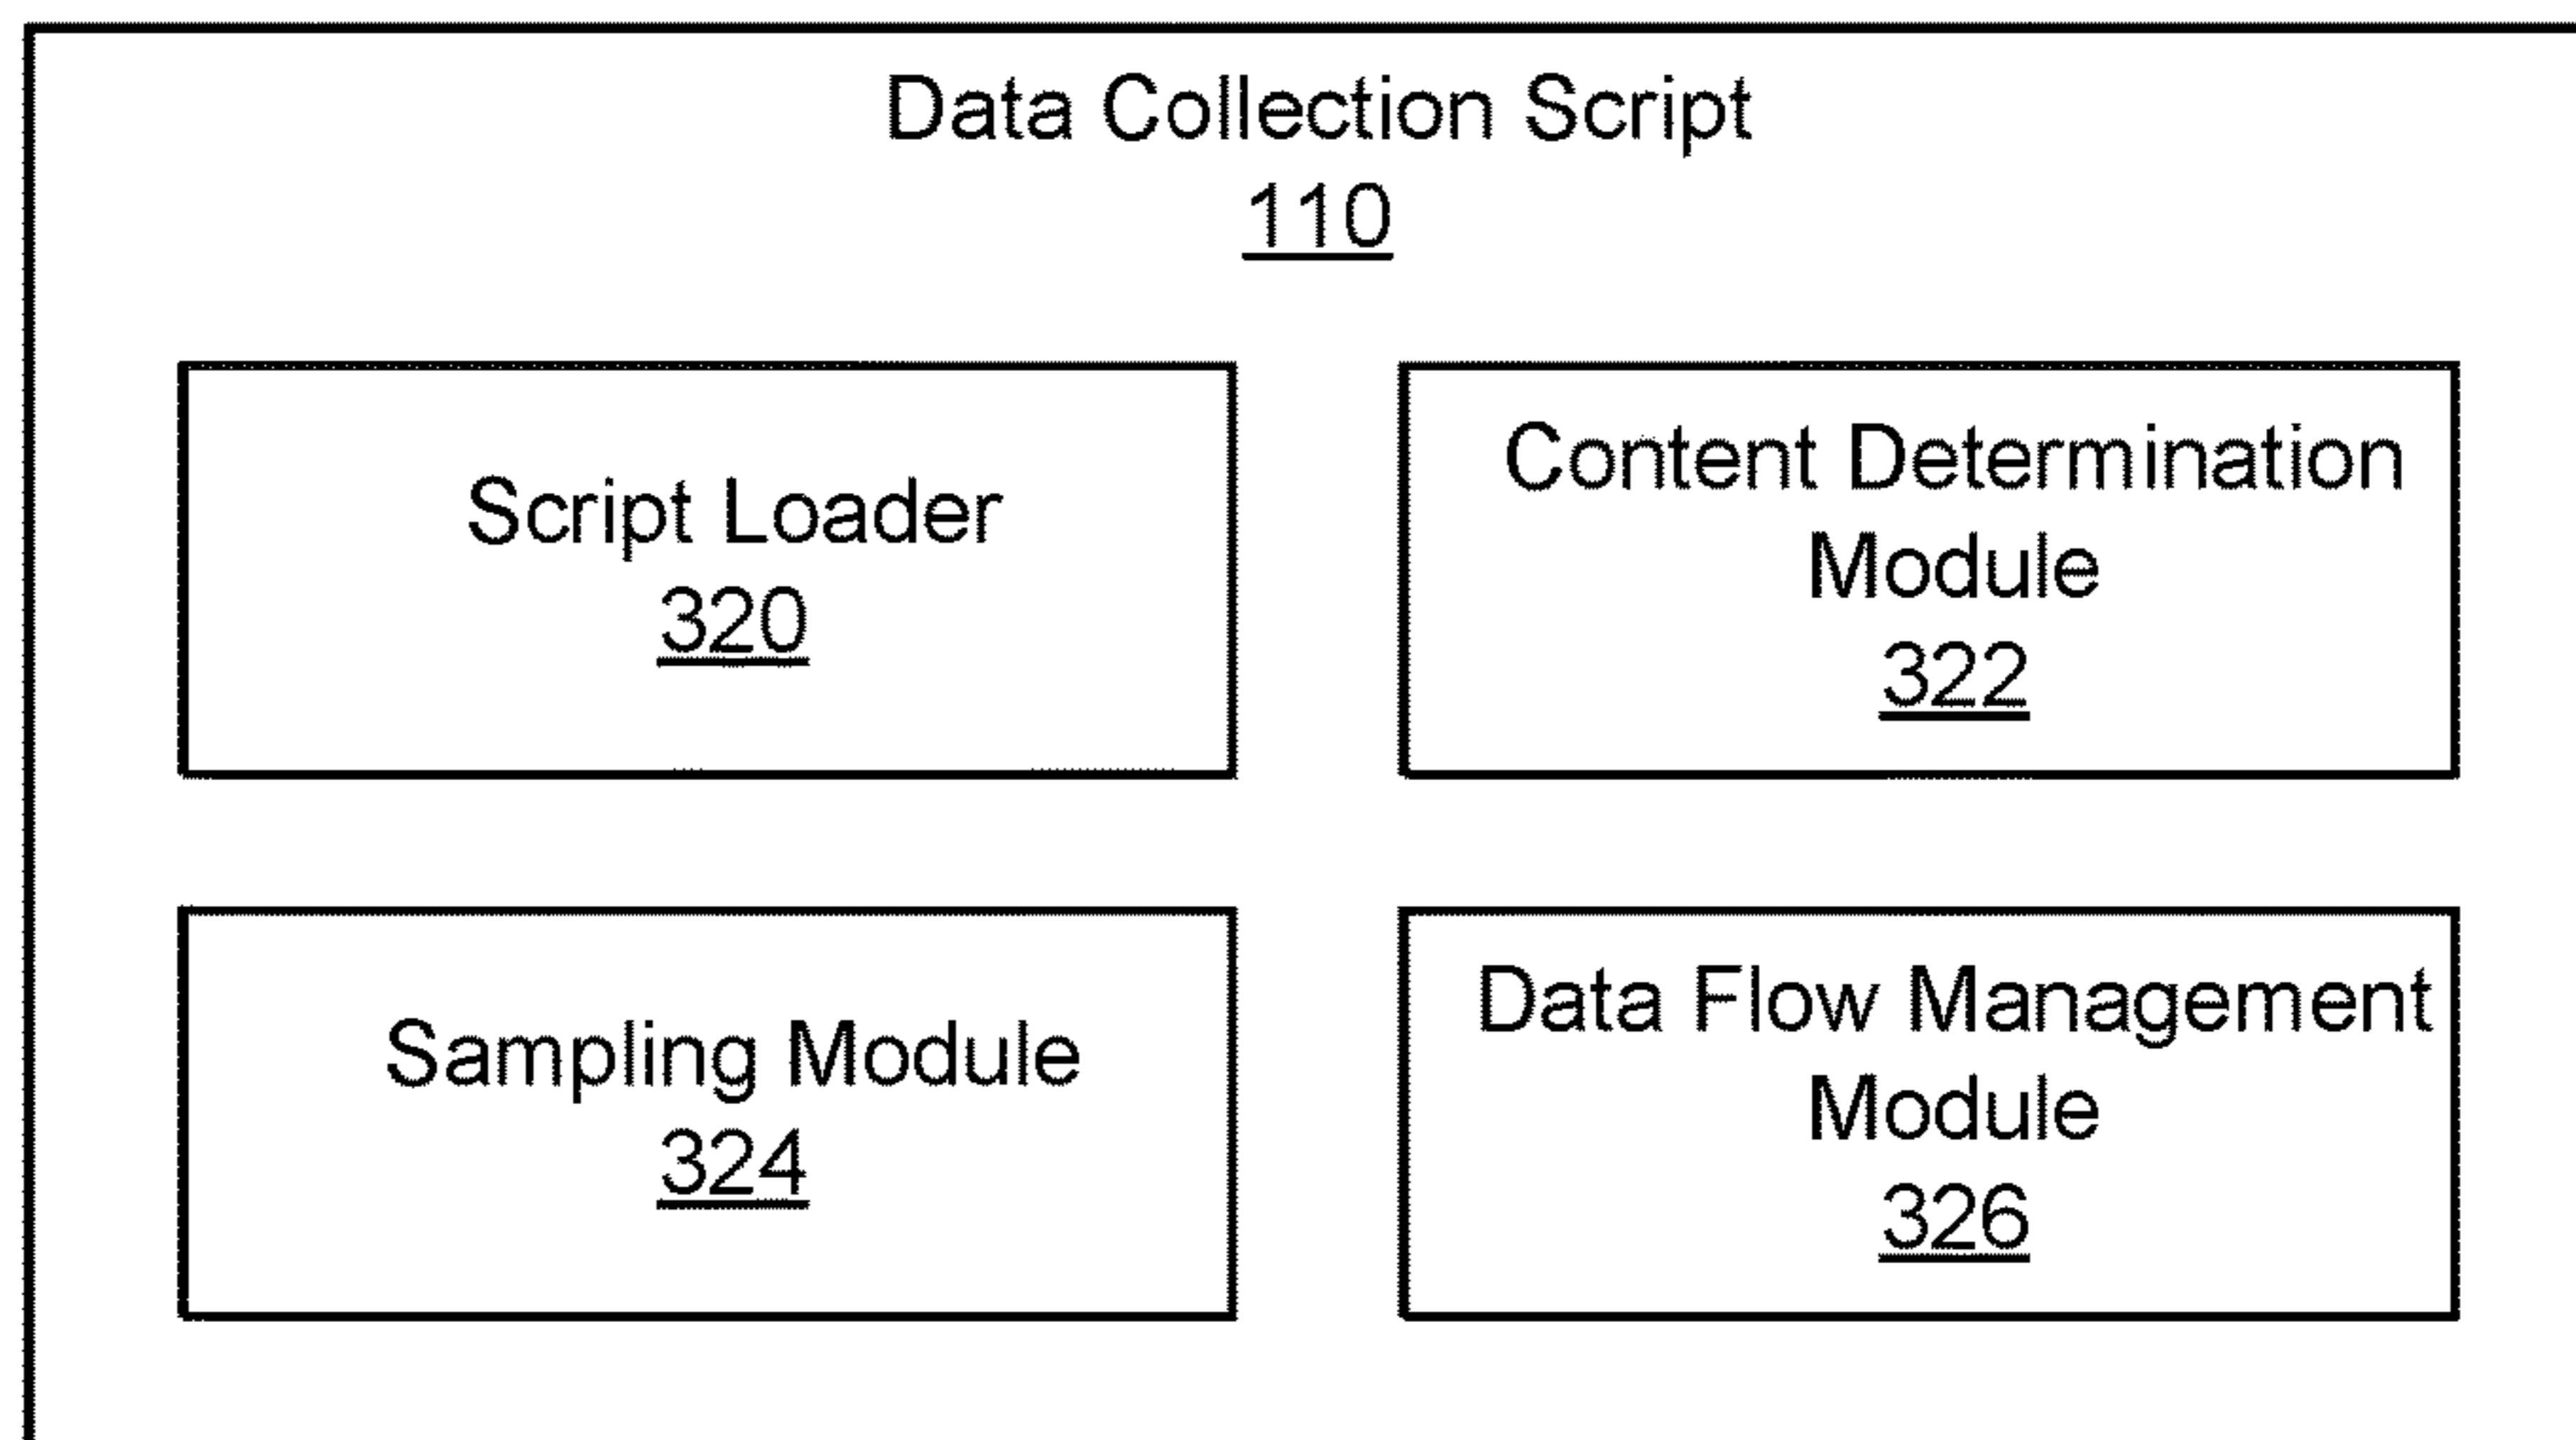 Data Collection Script
110
Script Loader
320
Content Determination
Module
322
Sampling Module
324
Data Flow Management
Module
326